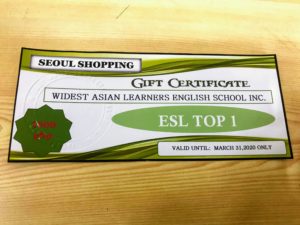 SEOUL SHOPPING
GIFT CERTIFICATE
WIDEST ASIAN LEARNERS ENGLISH SCHOOL INC.
ESL TOP 1
VALID UNTIL: MARCH 31,2020 ONLY